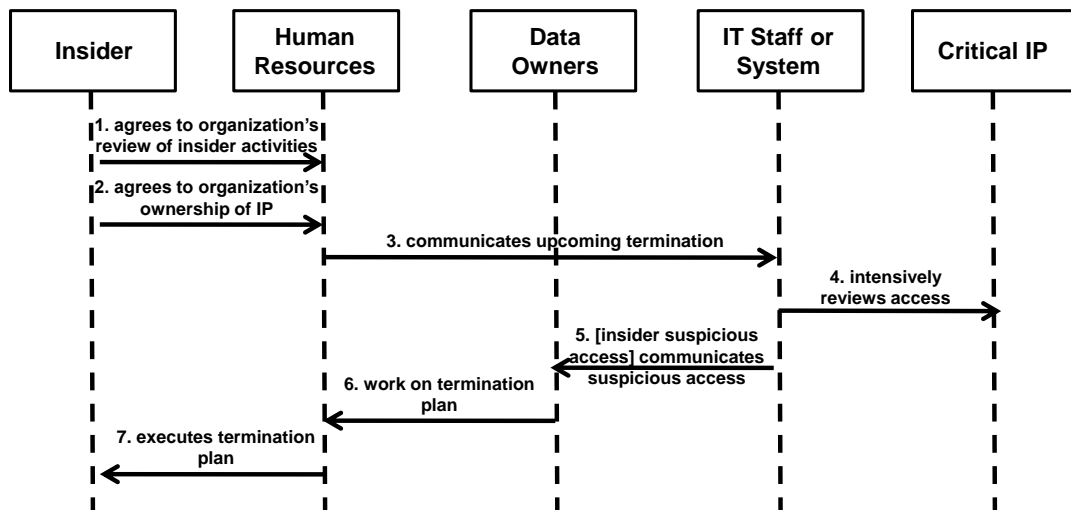 Insider
Human
Resources
Data
Owners
IT Staff or
System
Critical IP
1. agrees to organization’s
review of insider activities
2. agrees to organization’s
ownership of IP
3. communicates upcoming termination
4. intensively
reviews access
5. [insider suspicious
access] communicates
suspicious access
6. work on termination
plan
7. executes termination
plan